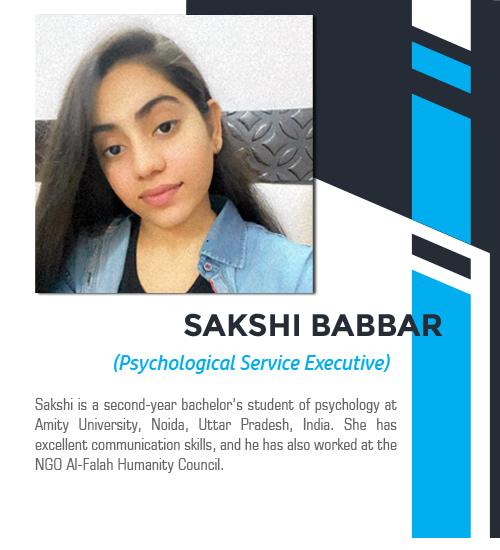 SAKSHI BABBAR
(Psychological Service Executive)
Sakshi is a second-year bachelor's student of psychology at
Amity University, Noida, Uttar Pradesh, India. She has
excellent communication skills, and he has also worked at the
NGO Al-Falah Humanity Council.